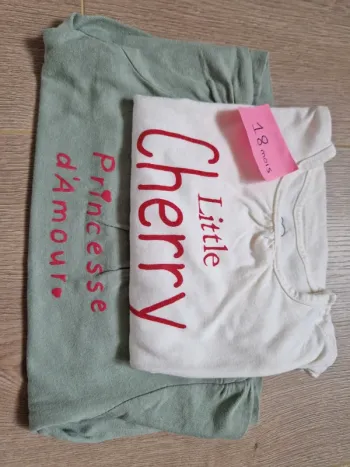 Princesse
d'Amour
Little
Cherry
18 mois